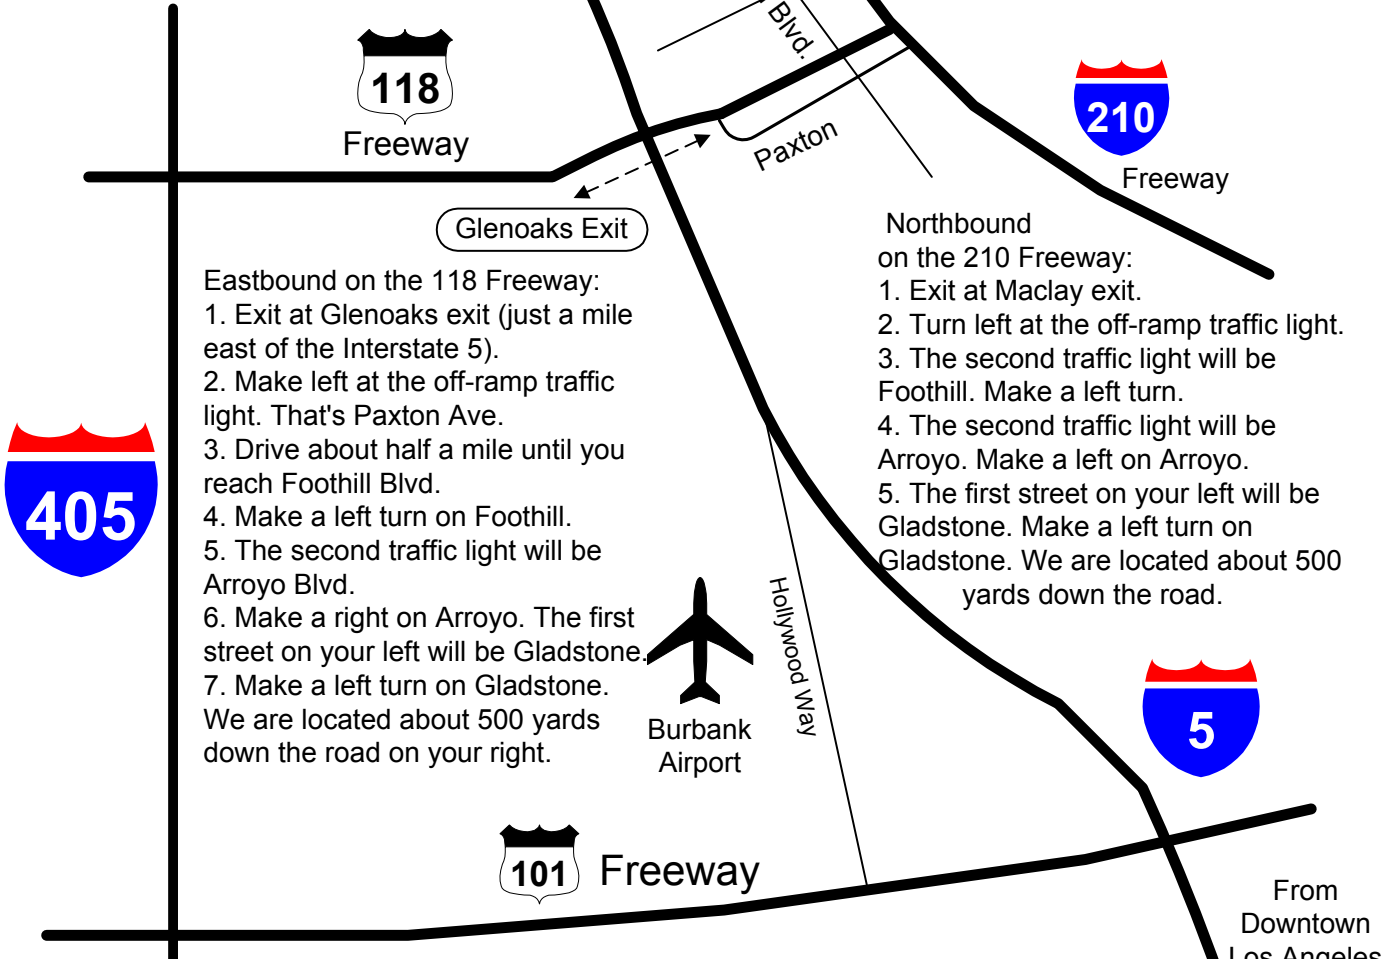 Blvd.
118
Freeway
Paxton
210
Freeway
Glenoaks Exit
Northbound
on the 210 Freeway:
1. Exit at Maclay exit.
2. Turn left at the off-ramp traffic light.
3. The second traffic light will be
Foothill. Make a left turn.
4. The second traffic light will be
Arroyo. Make a left on Arroyo.
5. The first street on your left will be
Gladstone. Make a left turn on
Gladstone. We are located about 500
yards down the road.
Eastbound on the 118 Freeway:
1. Exit at Glenoaks exit (just a mile
east of the Interstate 5).
2. Make left at the off-ramp traffic
light. That's Paxton Ave.
3. Drive about half a mile until you
reach Foothill Blvd.
4. Make a left turn on Foothill.
5. The second traffic light will be
Arroyo Blvd.
6. Make a right on Arroyo. The first
street on your left will be Gladstone.
7. Make a left turn on Gladstone.
We are located about 500 yards
down the road on your right.
405
Hollywood Way
Burbank
Airport
5
101
Freeway
From
Downtown
Los Angeles